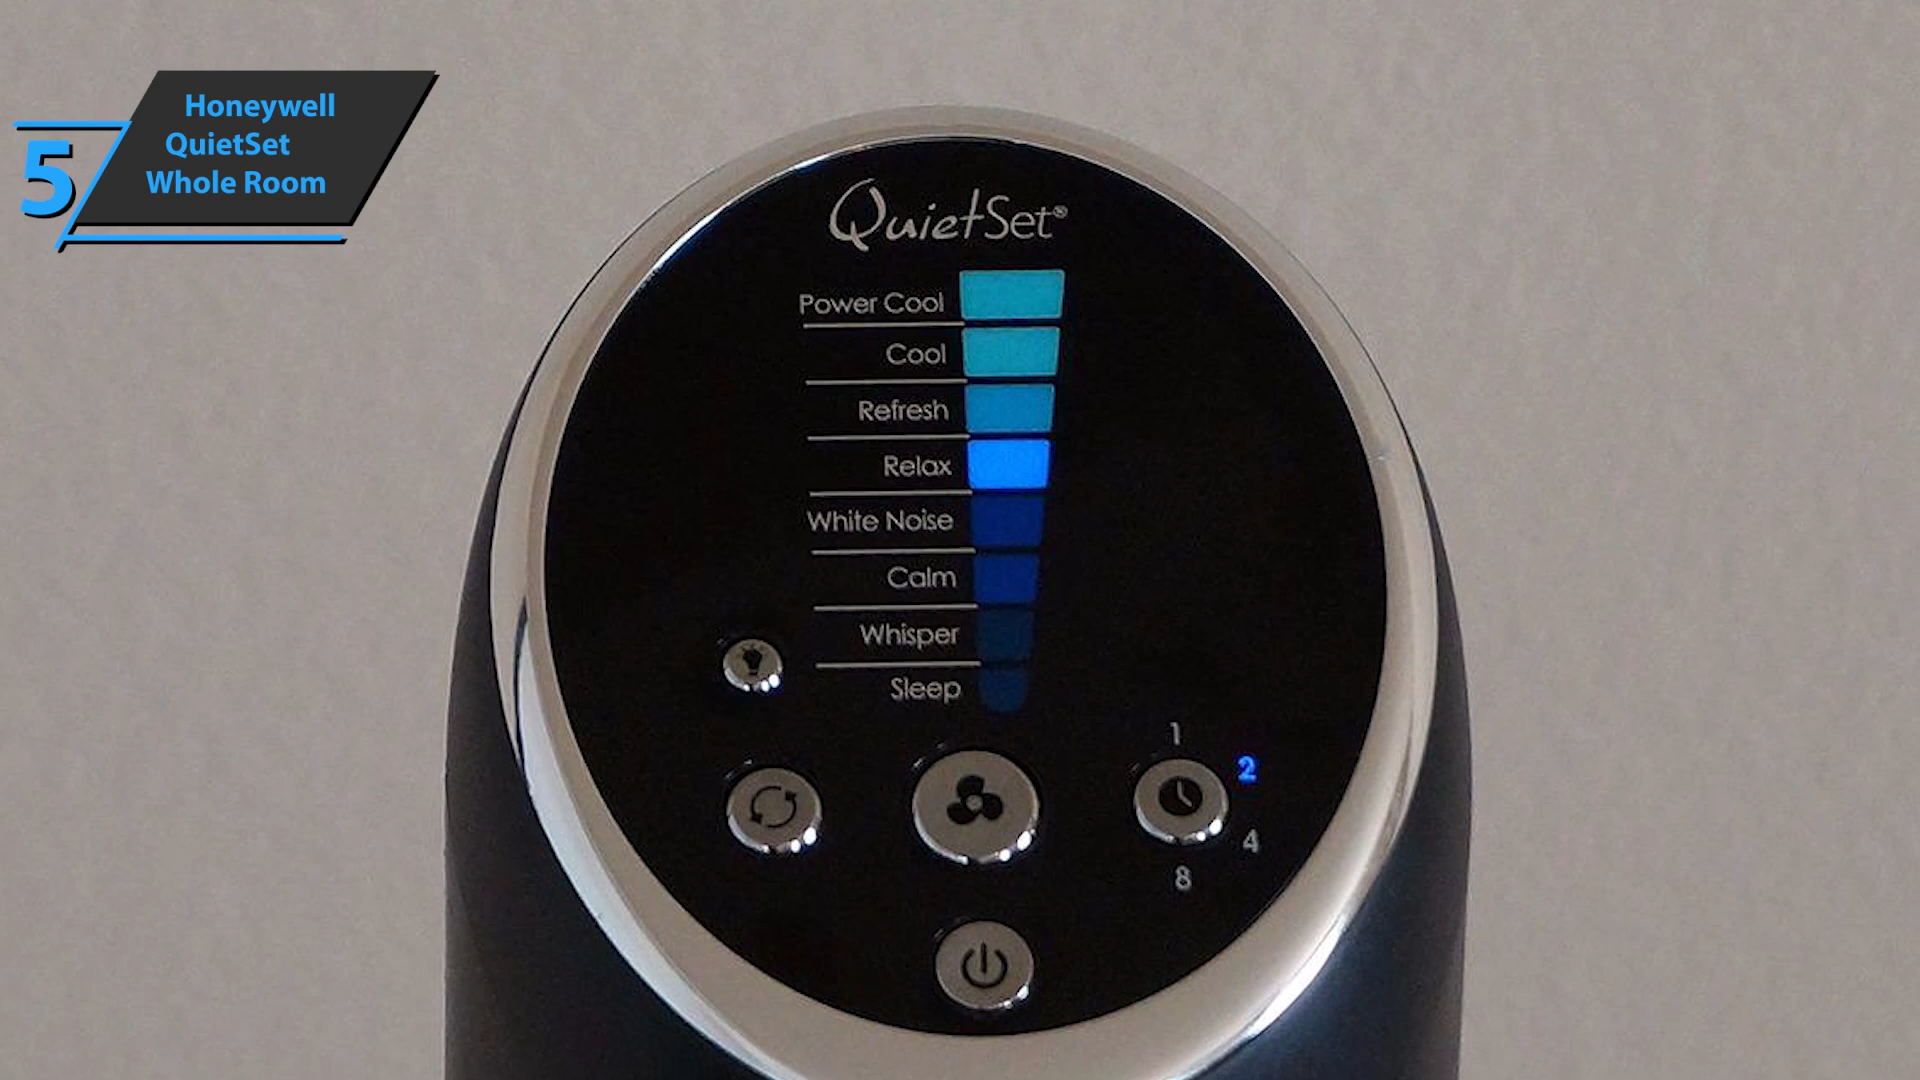 5
Honeywell
QuietSet
Whole Room
QuietSet®
Power Cool
Cool
Refresh
Relax
White Noise
Calm
Whisper
Sleep
1
2
4
8